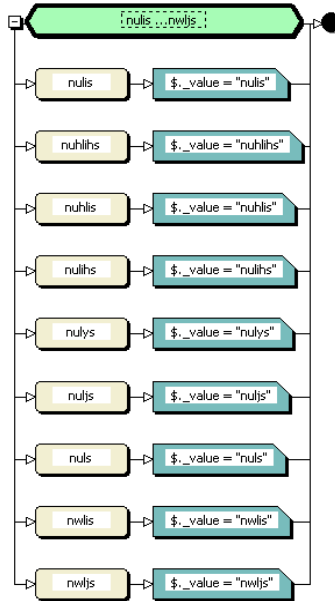 nulis ...nwljs
nulis $._value = "nulis"
nuhlihs $._value = "nuhlihs"
nuhlis $._value = "nuhlis"
nulihs $._value = "nulihs"
nulys $._value = "nulys"
nuljs $._value = "nuljs"
nuls $._value = "nuls"
nwlis $._value = "nwlis"
nwljs $._value = "nwljs"